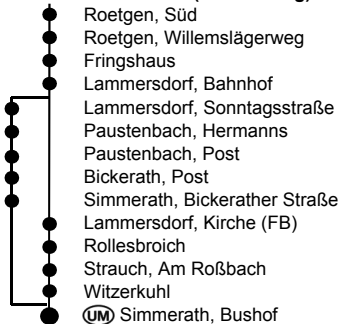 Roetgen, Süd
Roetgen, Willemslägerweg
Fringshaus
Lammersdorf, Bahnhof
Lammersdorf, Sonntagsstraße
Paustenbach, Hermanns
Paustenbach, Post
Bickerath, Post
Simmerath, Bickerather Straße
Lammersdorf, Kirche (FB)
Rollesbroich
Strauch, Am Roßbach
Witzerkuhl
UM Simmerath, Bushof